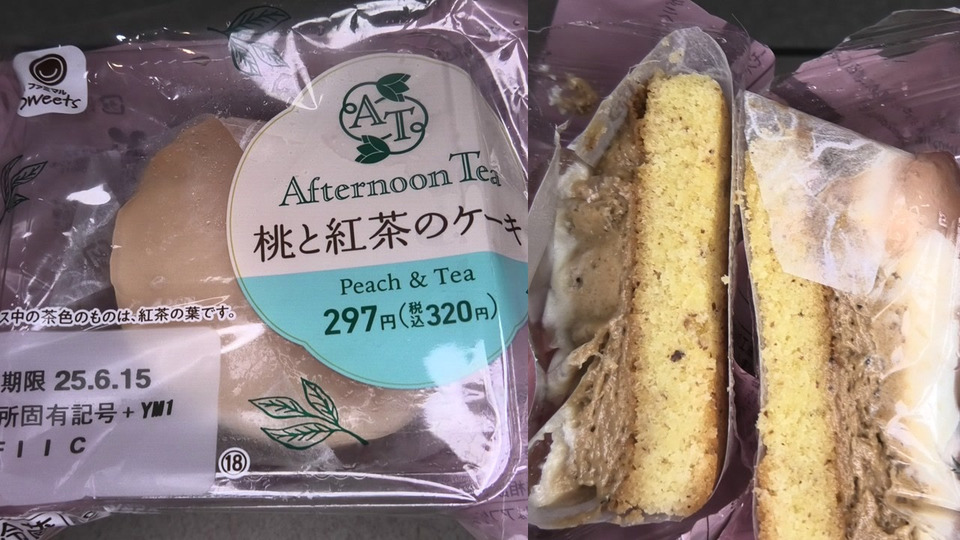 ファミマル
Sweets
AT
Afternoon Tea
桃と紅茶のケーキ
Peach & Tea
297円(税込320円)
ス中の茶色のものは、紅茶の葉です。
期限 25.6.15
所固有記号+YM1
FIIC
18